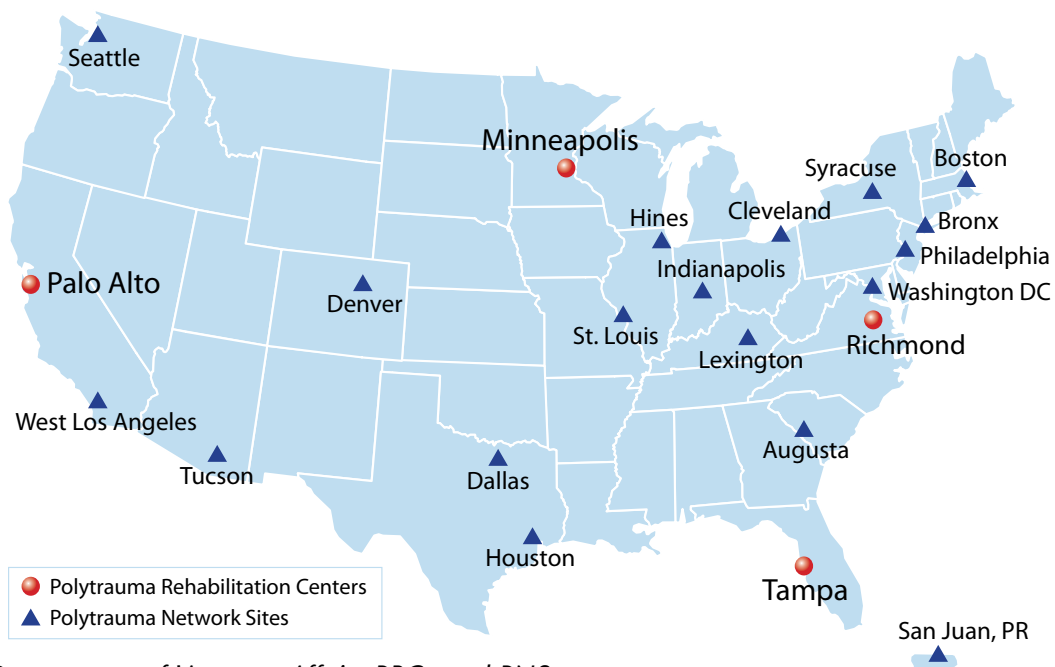 Seattle
Minneapolis
Boston
Syracuse
Hines
Cleveland
Bronx
Philadelphia
Indianapolis
Palo Alto
Denver
Washington DC
St. Louis
Richmond
Lexington
West Los Angeles
Augusta
Tucson
Dallas
Houston
Polytrauma Rehabilitation Centers
Tampa
Polytrauma Network Sites
San Juan, PR